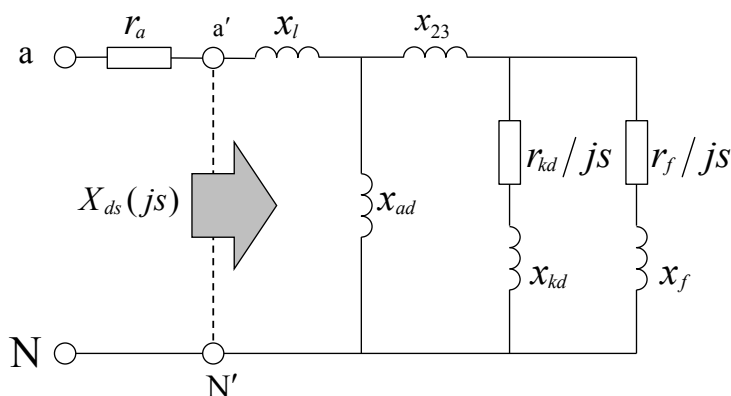 r_a a′ x_l x_23
a
r_kd/js r_f/js
X_ds(js) x_ad
x_kd x_f
N
N′